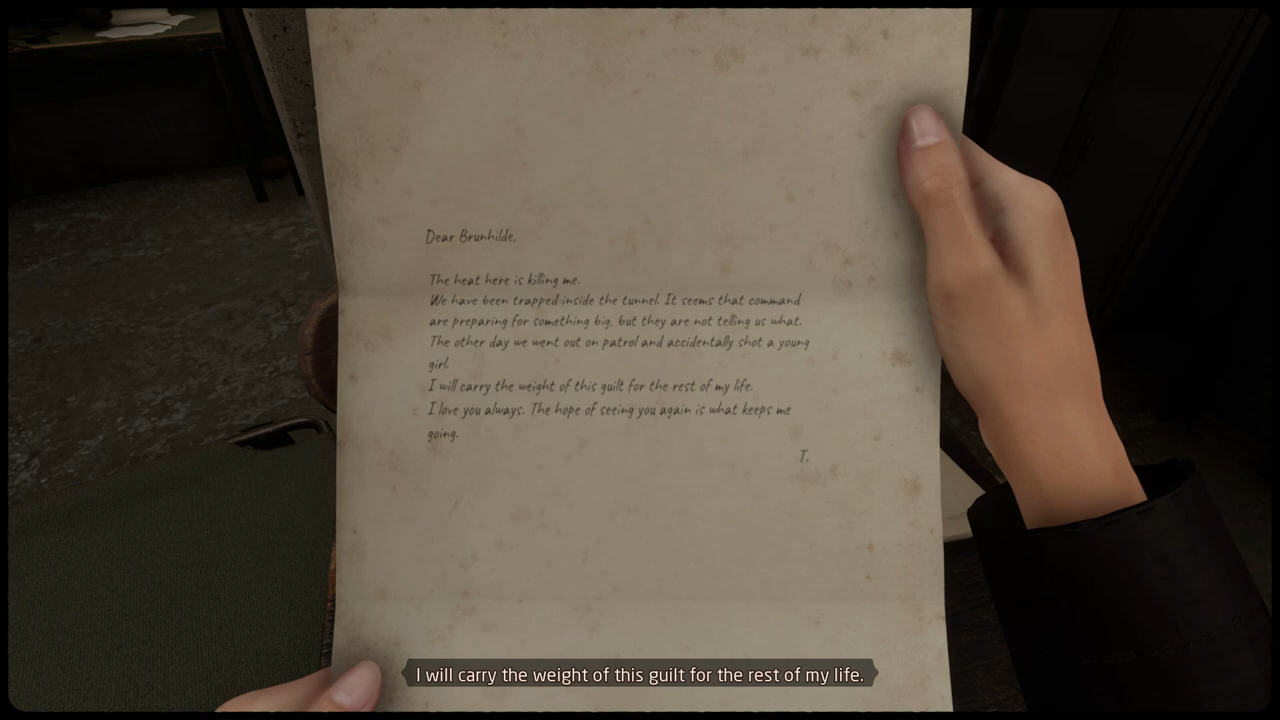 Dear Brunhilde,
The heat here is killing me.
We have been trapped inside the tunnel. It seems that command
are preparing for something big, but they are not telling us what.
The other day we went out on patrol and accidentally shot a young
girl.
I will carry the weight of this guilt for the rest of my life.
I love you always. The hope of seeing you again is what keeps me
going.
T.
I will carry the weight of this guilt for the rest of my life.